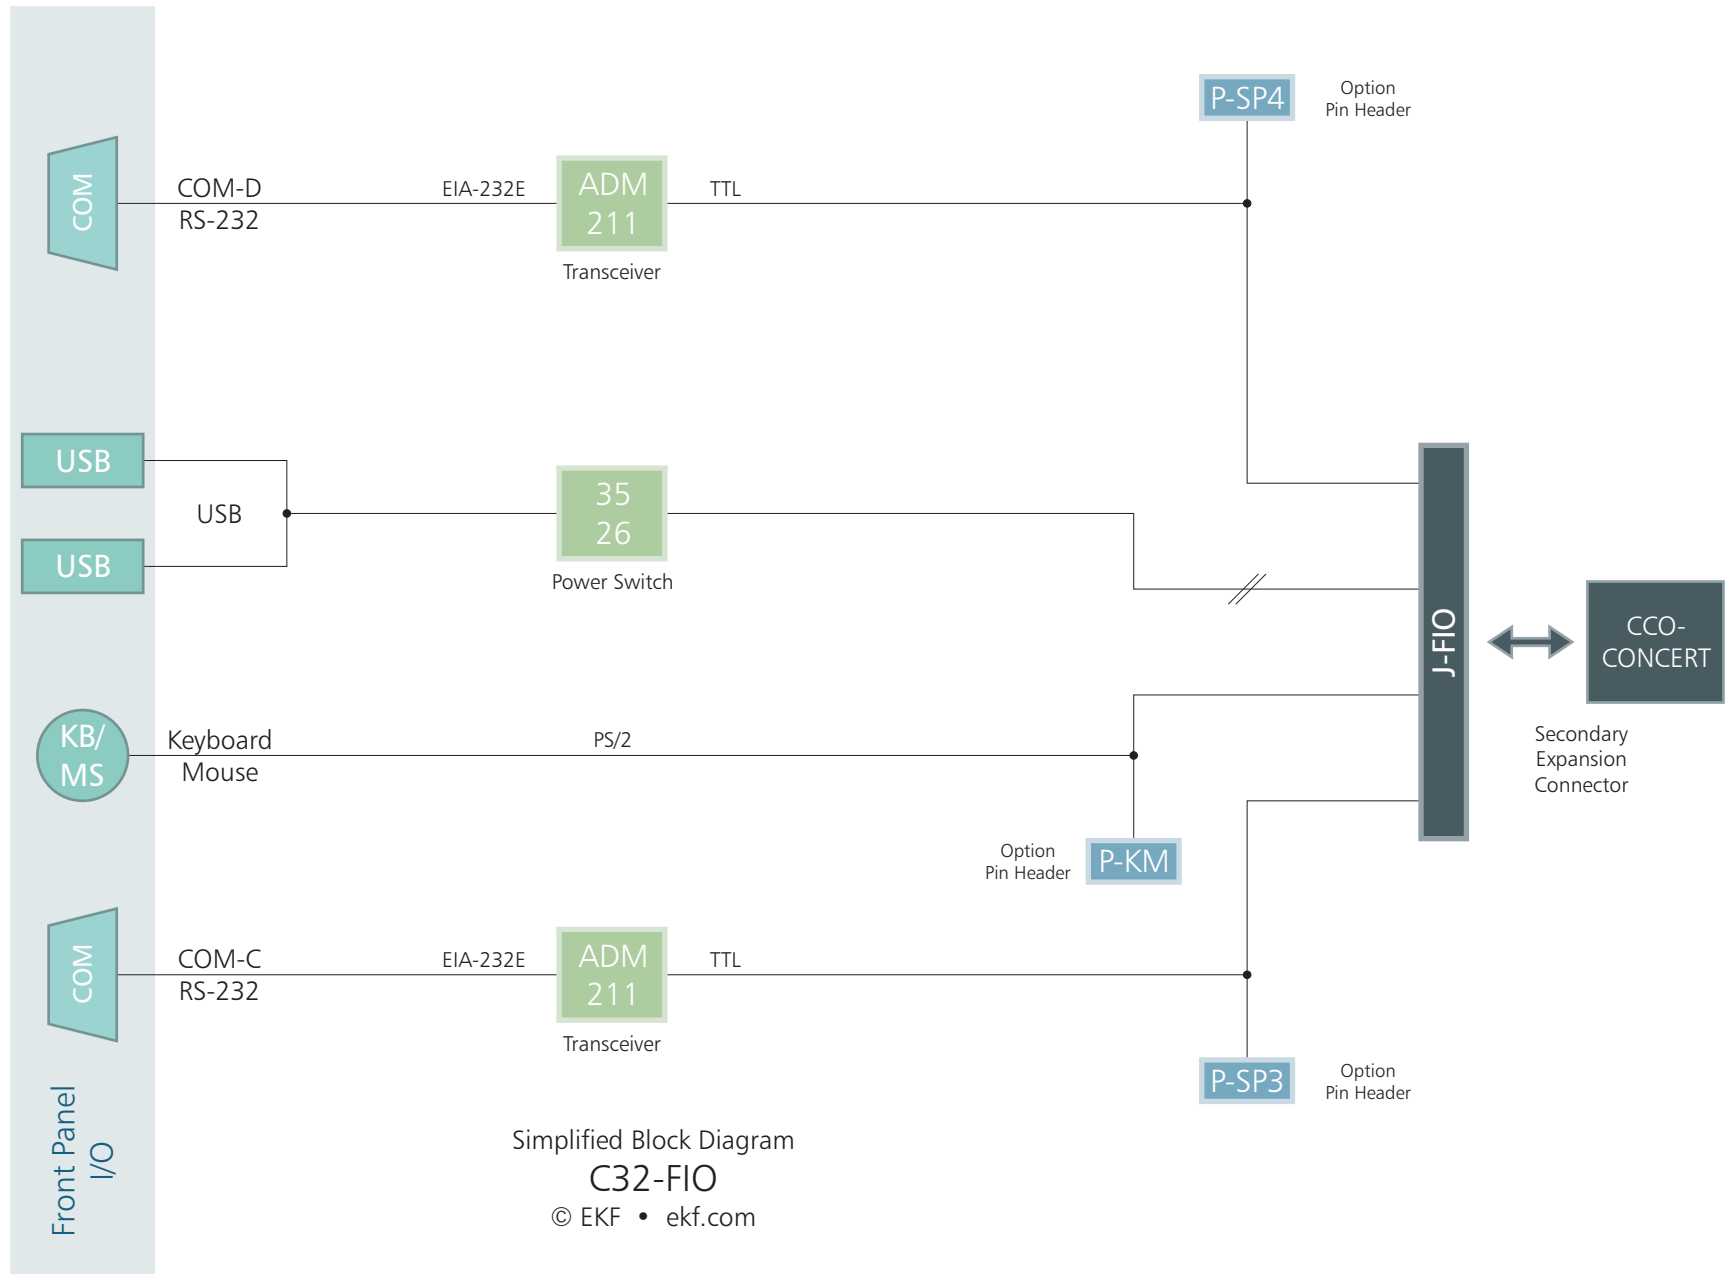 P-SP4
Option
Pin Header
COM
COM-D
RS-232
EIA-232E
ADM
211
TTL
Transceiver
USB
USB
USB
35
26
Power Switch
J-FIO
CCO-
CONCERT
Secondary
Expansion
Connector
KB/
MS
Keyboard
Mouse
PS/2
Option
Pin Header
P-KM
COM
COM-C
RS-232
EIA-232E
ADM
211
TTL
Transceiver
P-SP3
Option
Pin Header
Front Panel
I/O
Simplified Block Diagram
C32-FIO
© EKF • ekf.com